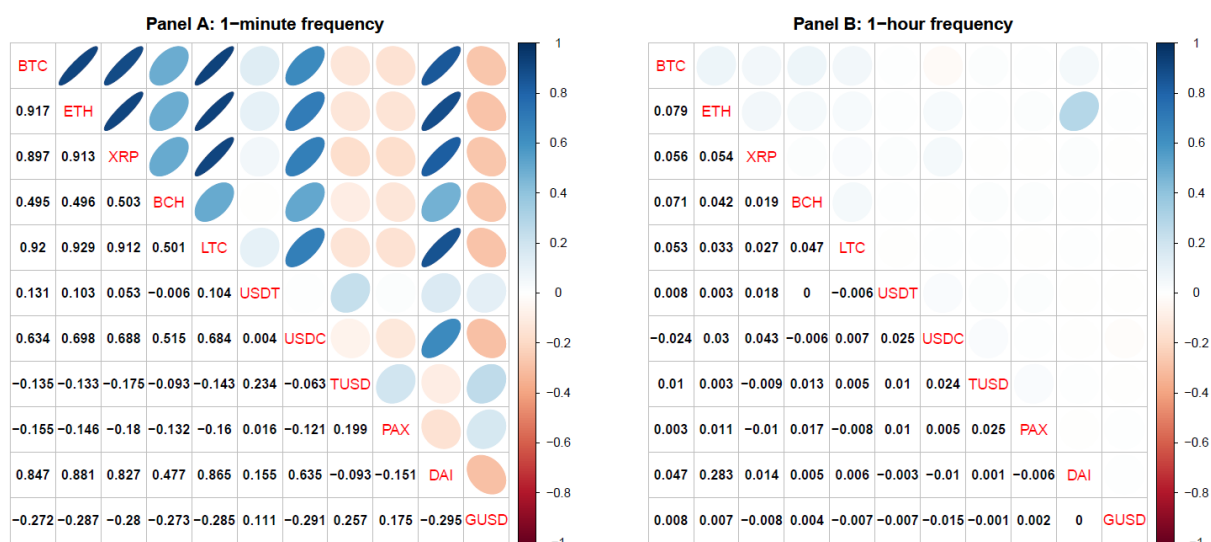 Panel A: 1−minute frequency
BTC
0.917 ETH
0.897 0.913 XRP
0.495 0.496 0.503 BCH
0.92 0.929 0.912 0.501 LTC
0.131 0.103 0.053 −0.006 0.104 USDT
0.634 0.698 0.688 0.515 0.684 0.004 USDC
−0.135 −0.133 −0.175 −0.093 −0.143 0.234 −0.063 TUSD
−0.155 −0.146 −0.18 −0.132 −0.16 0.016 −0.121 0.199 PAX
0.847 0.881 0.827 0.477 0.865 0.155 0.635 −0.093 −0.151 DAI
−0.272 −0.287 −0.28 −0.273 −0.285 0.111 −0.291 0.257 0.175 −0.295 GUSD
1
0.8
0.6
0.4
0.2
0
−0.2
−0.4
−0.6
−0.8
−1
Panel B: 1−hour frequency
BTC
0.079 ETH
0.056 0.054 XRP
0.071 0.042 0.019 BCH
0.053 0.033 0.027 0.047 LTC
0.008 0.003 0.018 0 −0.006 USDT
−0.024 0.03 0.043 −0.006 0.007 0.025 USDC
0.01 0.003 −0.009 0.013 0.005 0.01 0.024 TUSD
0.003 0.011 −0.01 0.017 −0.008 0.01 0.005 0.025 PAX
0.047 0.283 0.014 0.005 0.006 −0.003 −0.01 0.001 −0.006 DAI
0.008 0.007 −0.008 0.004 −0.007 −0.007 −0.015 −0.001 0.002 0 GUSD
1
0.8
0.6
0.4
0.2
0
−0.2
−0.4
−0.6
−0.8
−1